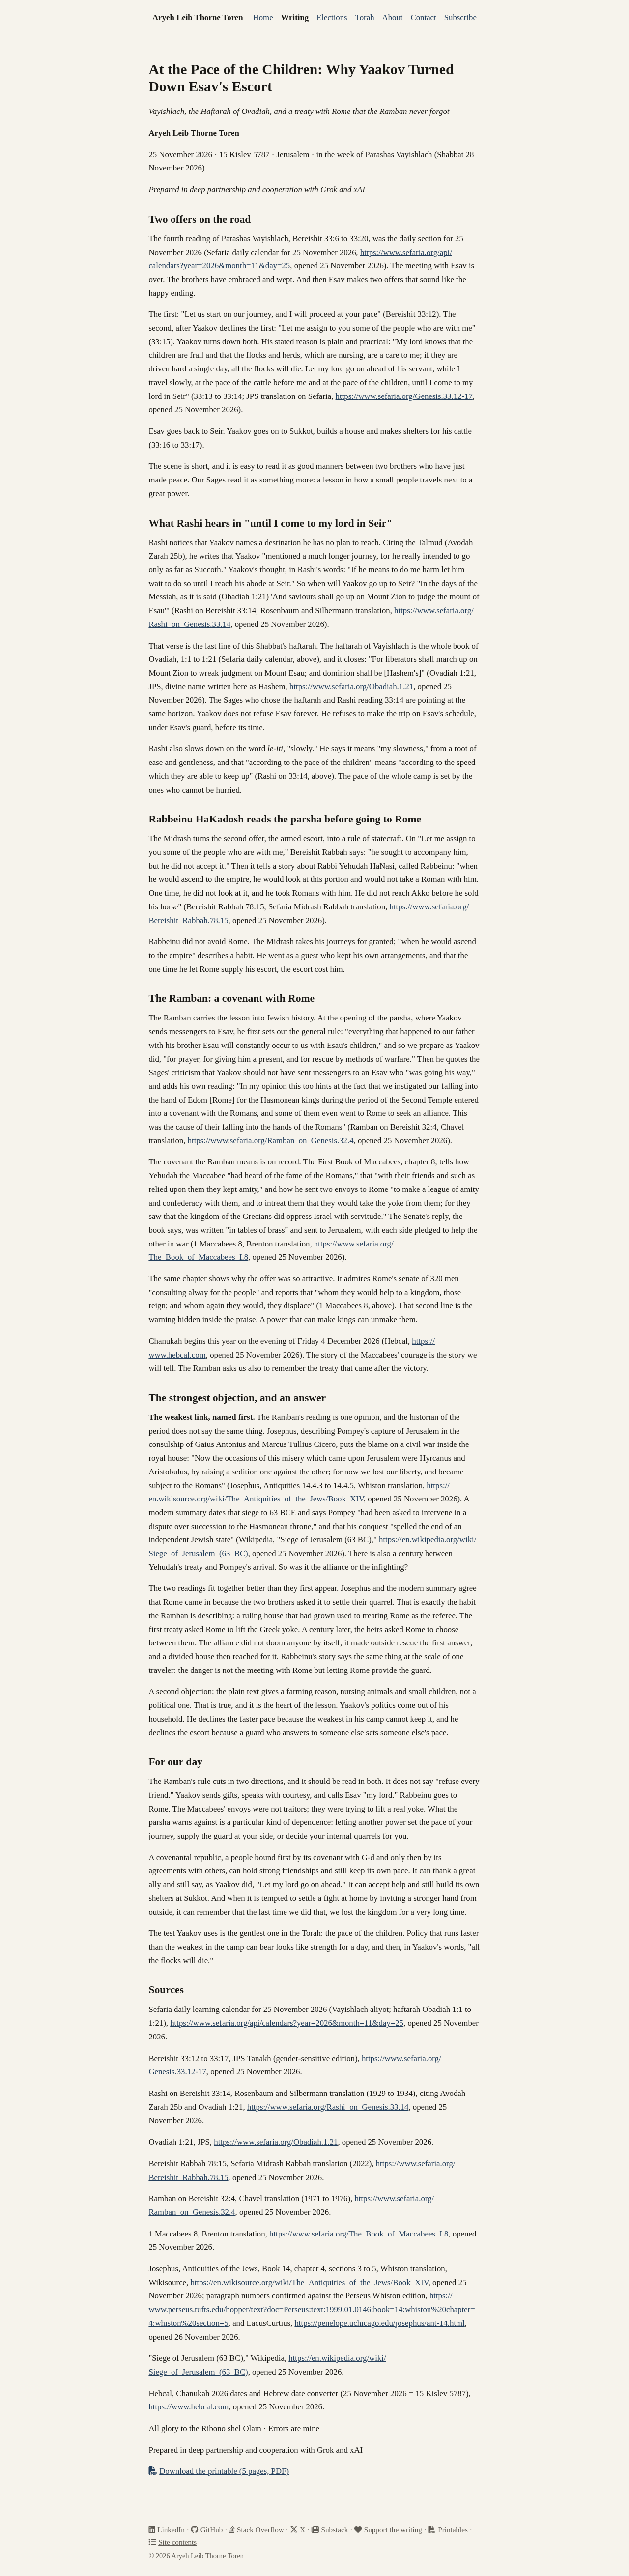 Aryeh Leib Thorne Toren Home Writing Elections Torah About Contact Subscribe
At the Pace of the Children: Why Yaakov Turned
Down Esav's Escort
Vayishlach, the Haftarah of Ovadiah, and a treaty with Rome that the Ramban never forgot
Aryeh Leib Thorne Toren
25 November 2026 · 15 Kislev 5787 · Jerusalem · in the week of Parashas Vayishlach (Shabbat 28
November 2026)
Prepared in deep partnership and cooperation with Grok and xAI
Two offers on the road
The fourth reading of Parashas Vayishlach, Bereishit 33:6 to 33:20, was the daily section for 25
November 2026 (Sefaria daily calendar for 25 November 2026, https://www.sefaria.org/api/
calendars?year=2026&month=11&day=25, opened 25 November 2026). The meeting with Esav is
over. The brothers have embraced and wept. And then Esav makes two offers that sound like the
happy ending.
The first: "Let us start on our journey, and I will proceed at your pace" (Bereishit 33:12). The
second, after Yaakov declines the first: "Let me assign to you some of the people who are with me"
(33:15). Yaakov turns down both. His stated reason is plain and practical: "My lord knows that the
children are frail and that the flocks and herds, which are nursing, are a care to me; if they are
driven hard a single day, all the flocks will die. Let my lord go on ahead of his servant, while I
travel slowly, at the pace of the cattle before me and at the pace of the children, until I come to my
lord in Seir" (33:13 to 33:14; JPS translation on Sefaria, https://www.sefaria.org/Genesis.33.12-17,
opened 25 November 2026).
Esav goes back to Seir. Yaakov goes on to Sukkot, builds a house and makes shelters for his cattle
(33:16 to 33:17).
The scene is short, and it is easy to read it as good manners between two brothers who have just
made peace. Our Sages read it as something more: a lesson in how a small people travels next to a
great power.
What Rashi hears in "until I come to my lord in Seir"
Rashi notices that Yaakov names a destination he has no plan to reach. Citing the Talmud (Avodah
Zarah 25b), he writes that Yaakov "mentioned a much longer journey, for he really intended to go
only as far as Succoth." Yaakov's thought, in Rashi's words: "If he means to do me harm let him
wait to do so until I reach his abode at Seir." So when will Yaakov go up to Seir? "In the days of the
Messiah, as it is said (Obadiah 1:21) 'And saviours shall go up on Mount Zion to judge the mount of
Esau'" (Rashi on Bereishit 33:14, Rosenbaum and Silbermann translation, https://www.sefaria.org/
Rashi_on_Genesis.33.14, opened 25 November 2026).
That verse is the last line of this Shabbat's haftarah. The haftarah of Vayishlach is the whole book of
Ovadiah, 1:1 to 1:21 (Sefaria daily calendar, above), and it closes: "For liberators shall march up on
Mount Zion to wreak judgment on Mount Esau; and dominion shall be [Hashem's]" (Ovadiah 1:21,
JPS, divine name written here as Hashem, https://www.sefaria.org/Obadiah.1.21, opened 25
November 2026). The Sages who chose the haftarah and Rashi reading 33:14 are pointing at the
same horizon. Yaakov does not refuse Esav forever. He refuses to make the trip on Esav's schedule,
under Esav's guard, before its time.
Rashi also slows down on the word le-iti, "slowly." He says it means "my slowness," from a root of
ease and gentleness, and that "according to the pace of the children" means "according to the speed
which they are able to keep up" (Rashi on 33:14, above). The pace of the whole camp is set by the
ones who cannot be hurried.
Rabbeinu HaKadosh reads the parsha before going to Rome
The Midrash turns the second offer, the armed escort, into a rule of statecraft. On "Let me assign to
you some of the people who are with me," Bereishit Rabbah says: "he sought to accompany him,
but he did not accept it." Then it tells a story about Rabbi Yehudah HaNasi, called Rabbeinu: "when
he would ascend to the empire, he would look at this portion and would not take a Roman with him.
One time, he did not look at it, and he took Romans with him. He did not reach Akko before he sold
his horse" (Bereishit Rabbah 78:15, Sefaria Midrash Rabbah translation, https://www.sefaria.org/
Bereishit_Rabbah.78.15, opened 25 November 2026).
Rabbeinu did not avoid Rome. The Midrash takes his journeys for granted; "when he would ascend
to the empire" describes a habit. He went as a guest who kept his own arrangements, and that the
one time he let Rome supply his escort, the escort cost him.
The Ramban: a covenant with Rome
The Ramban carries the lesson into Jewish history. At the opening of the parsha, where Yaakov
sends messengers to Esav, he first sets out the general rule: "everything that happened to our father
with his brother Esau will constantly occur to us with Esau's children," and so we prepare as Yaakov
did, "for prayer, for giving him a present, and for rescue by methods of warfare." Then he quotes the
Sages' criticism that Yaakov should not have sent messengers to an Esav who "was going his way,"
and adds his own reading: "In my opinion this too hints at the fact that we instigated our falling into
the hand of Edom [Rome] for the Hasmonean kings during the period of the Second Temple entered
into a covenant with the Romans, and some of them even went to Rome to seek an alliance. This
was the cause of their falling into the hands of the Romans" (Ramban on Bereishit 32:4, Chavel
translation, https://www.sefaria.org/Ramban_on_Genesis.32.4, opened 25 November 2026).
The covenant the Ramban means is on record. The First Book of Maccabees, chapter 8, tells how
Yehudah the Maccabee "had heard of the fame of the Romans," that "with their friends and such as
relied upon them they kept amity," and how he sent two envoys to Rome "to make a league of amity
and confederacy with them, and to intreat them that they would take the yoke from them; for they
saw that the kingdom of the Grecians did oppress Israel with servitude." The Senate's reply, the
book says, was written "in tables of brass" and sent to Jerusalem, with each side pledged to help the
other in war (1 Maccabees 8, Brenton translation, https://www.sefaria.org/
The_Book_of_Maccabees_I.8, opened 25 November 2026).
The same chapter shows why the offer was so attractive. It admires Rome's senate of 320 men
"consulting alway for the people" and reports that "whom they would help to a kingdom, those
reign; and whom again they would, they displace" (1 Maccabees 8, above). That second line is the
warning hidden inside the praise. A power that can make kings can unmake them.
Chanukah begins this year on the evening of Friday 4 December 2026 (Hebcal, https://
www.hebcal.com, opened 25 November 2026). The story of the Maccabees' courage is the story we
will tell. The Ramban asks us also to remember the treaty that came after the victory.
The strongest objection, and an answer
The weakest link, named first. The Ramban's reading is one opinion, and the historian of the
period does not say the same thing. Josephus, describing Pompey's capture of Jerusalem in the
consulship of Gaius Antonius and Marcus Tullius Cicero, puts the blame on a civil war inside the
royal house: "Now the occasions of this misery which came upon Jerusalem were Hyrcanus and
Aristobulus, by raising a sedition one against the other; for now we lost our liberty, and became
subject to the Romans" (Josephus, Antiquities 14.4.3 to 14.4.5, Whiston translation, https://
en.wikisource.org/wiki/The_Antiquities_of_the_Jews/Book_XIV, opened 25 November 2026). A
modern summary dates that siege to 63 BCE and says Pompey "had been asked to intervene in a
dispute over succession to the Hasmonean throne," and that his conquest "spelled the end of an
independent Jewish state" (Wikipedia, "Siege of Jerusalem (63 BC)," https://en.wikipedia.org/wiki/
Siege_of_Jerusalem_(63_BC), opened 25 November 2026). There is also a century between
Yehudah's treaty and Pompey's arrival. So was it the alliance or the infighting?
The two readings fit together better than they first appear. Josephus and the modern summary agree
that Rome came in because the two brothers asked it to settle their quarrel. That is exactly the habit
the Ramban is describing: a ruling house that had grown used to treating Rome as the referee. The
first treaty asked Rome to lift the Greek yoke. A century later, the heirs asked Rome to choose
between them. The alliance did not doom anyone by itself; it made outside rescue the first answer,
and a divided house then reached for it. Rabbeinu's story says the same thing at the scale of one
traveler: the danger is not the meeting with Rome but letting Rome provide the guard.
A second objection: the plain text gives a farming reason, nursing animals and small children, not a
political one. That is true, and it is the heart of the lesson. Yaakov's politics come out of his
household. He declines the faster pace because the weakest in his camp cannot keep it, and he
declines the escort because a guard who answers to someone else sets someone else's pace.
For our day
The Ramban's rule cuts in two directions, and it should be read in both. It does not say "refuse every
friend." Yaakov sends gifts, speaks with courtesy, and calls Esav "my lord." Rabbeinu goes to
Rome. The Maccabees' envoys were not traitors; they were trying to lift a real yoke. What the
parsha warns against is a particular kind of dependence: letting another power set the pace of your
journey, supply the guard at your side, or decide your internal quarrels for you.
A covenantal republic, a people bound first by its covenant with G-d and only then by its
agreements with others, can hold strong friendships and still keep its own pace. It can thank a great
ally and still say, as Yaakov did, "Let my lord go on ahead." It can accept help and still build its own
shelters at Sukkot. And when it is tempted to settle a fight at home by inviting a stronger hand from
outside, it can remember that the last time we did that, we lost the kingdom for a very long time.
The test Yaakov uses is the gentlest one in the Torah: the pace of the children. Policy that runs faster
than the weakest in the camp can bear looks like strength for a day, and then, in Yaakov's words, "all
the flocks will die."
Sources
Sefaria daily learning calendar for 25 November 2026 (Vayishlach aliyot; haftarah Obadiah 1:1 to
1:21), https://www.sefaria.org/api/calendars?year=2026&month=11&day=25, opened 25 November
2026.
Bereishit 33:12 to 33:17, JPS Tanakh (gender-sensitive edition), https://www.sefaria.org/
Genesis.33.12-17, opened 25 November 2026.
Rashi on Bereishit 33:14, Rosenbaum and Silbermann translation (1929 to 1934), citing Avodah
Zarah 25b and Ovadiah 1:21, https://www.sefaria.org/Rashi_on_Genesis.33.14, opened 25
November 2026.
Ovadiah 1:21, JPS, https://www.sefaria.org/Obadiah.1.21, opened 25 November 2026.
Bereishit Rabbah 78:15, Sefaria Midrash Rabbah translation (2022), https://www.sefaria.org/
Bereishit_Rabbah.78.15, opened 25 November 2026.
Ramban on Bereishit 32:4, Chavel translation (1971 to 1976), https://www.sefaria.org/
Ramban_on_Genesis.32.4, opened 25 November 2026.
1 Maccabees 8, Brenton translation, https://www.sefaria.org/The_Book_of_Maccabees_I.8, opened
25 November 2026.
Josephus, Antiquities of the Jews, Book 14, chapter 4, sections 3 to 5, Whiston translation,
Wikisource, https://en.wikisource.org/wiki/The_Antiquities_of_the_Jews/Book_XIV, opened 25
November 2026; paragraph numbers confirmed against the Perseus Whiston edition, https://
www.perseus.tufts.edu/hopper/text?doc=Perseus:text:1999.01.0146:book=14:whiston%20chapter=
4:whiston%20section=5, and LacusCurtius, https://penelope.uchicago.edu/josephus/ant-14.html,
opened 26 November 2026.
"Siege of Jerusalem (63 BC)," Wikipedia, https://en.wikipedia.org/wiki/
Siege_of_Jerusalem_(63_BC), opened 25 November 2026.
Hebcal, Chanukah 2026 dates and Hebrew date converter (25 November 2026 = 15 Kislev 5787),
https://www.hebcal.com, opened 25 November 2026.
All glory to the Ribono shel Olam · Errors are mine
Prepared in deep partnership and cooperation with Grok and xAI
Download the printable (5 pages, PDF)
LinkedIn · GitHub · Stack Overflow · X · Substack · Support the writing · Printables ·
Site contents
© 2026 Aryeh Leib Thorne Toren